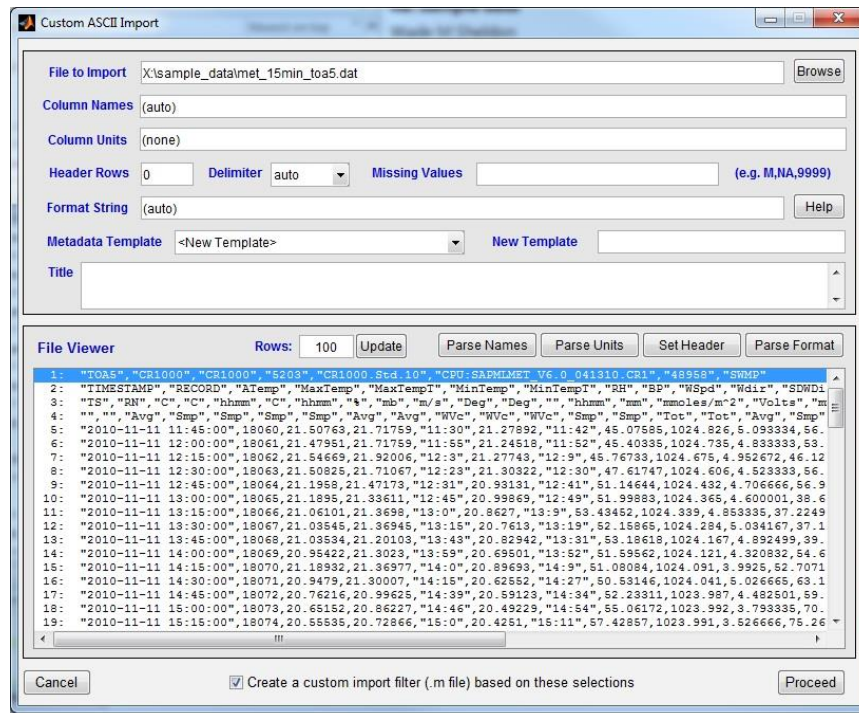 Custom ASCII Import
File to Import X:\sample_data\met_15min_toa5.dat Browse
Column Names (auto)
Column Units (none)
Header Rows 0 Delimiter auto Missing Values (e.g. M,NA,9999)
Format String (auto) Help
Metadata Template <New Template> New Template
Title
File Viewer Rows: 100 Update Parse Names Parse Units Set Header Parse Format
1: "TOA5","CR1000","CR1000","5203","CR1000.Std.10","CPU:SAPMLMET_V6.0_041310.CR1","48958","SWMP"
2: "TIMESTAMP","RECORD","ATemp","MaxTemp","MaxTempT","MinTemp","MinTempT","RH","BP","WSpd","Wdir","SDWDi
3: "TS","RN","C","C","hhmm","C","hhmm","%","mb","m/s","Deg","Deg","","hhmm","mm","mmoles/m^2","Volts","m
4: "","","Avg","Smp","Smp","Smp","Smp","Avg","Avg","WVc","WVc","WVc","Smp","Smp","Tot","Tot","Avg","Smp"
5: "2010-11-11 11:45:00",18060,21.50763,21.71759,"11:30",21.27892,"11:42",45.07585,1024.826,5.093334,56.
6: "2010-11-11 12:00:00",18061,21.47951,21.71759,"11:55",21.24518,"11:52",45.40335,1024.735,4.833333,53.
7: "2010-11-11 12:15:00",18062,21.54669,21.92006,"12:3",21.27743,"12:9",45.76733,1024.675,4.952672,46.12
8: "2010-11-11 12:30:00",18063,21.50825,21.71067,"12:23",21.30322,"12:30",47.61747,1024.606,4.523333,56.
9: "2010-11-11 12:45:00",18064,21.1958,21.47173,"12:31",20.93131,"12:41",51.14644,1024.432,4.706666,56.9
10: "2010-11-11 13:00:00",18065,21.1895,21.33611,"12:45",20.99869,"12:49",51.99883,1024.365,4.600001,38.6
11: "2010-11-11 13:15:00",18066,21.06101,21.3698,"13:0",20.8627,"13:9",53.43452,1024.339,4.853335,37.2249
12: "2010-11-11 13:30:00",18067,21.03545,21.36945,"13:15",20.7613,"13:19",52.15865,1024.284,5.034167,37.1
13: "2010-11-11 13:45:00",18068,21.03534,21.20103,"13:43",20.82942,"13:31",53.18618,1024.167,4.892499,39.
14: "2010-11-11 14:00:00",18069,20.95422,21.3023,"13:59",20.69501,"13:52",51.59562,1024.121,4.320832,54.6
15: "2010-11-11 14:15:00",18070,21.18932,21.36977,"14:0",20.89693,"14:9",51.08084,1024.091,3.9925,52.7071
16: "2010-11-11 14:30:00",18071,20.9479,21.30007,"14:15",20.62552,"14:27",50.53146,1024.041,5.026665,63.1
17: "2010-11-11 14:45:00",18072,20.76216,20.99625,"14:39",20.59123,"14:34",52.23311,1023.987,4.482501,59.
18: "2010-11-11 15:00:00",18073,20.65152,20.86227,"14:46",20.49229,"14:54",55.06172,1023.992,3.793335,70.
19: "2010-11-11 15:15:00",18074,20.55535,20.72866,"15:0",20.4251,"15:11",57.42857,1023.991,3.526666,75.26
Cancel Create a custom import filter (.m file) based on these selections Proceed